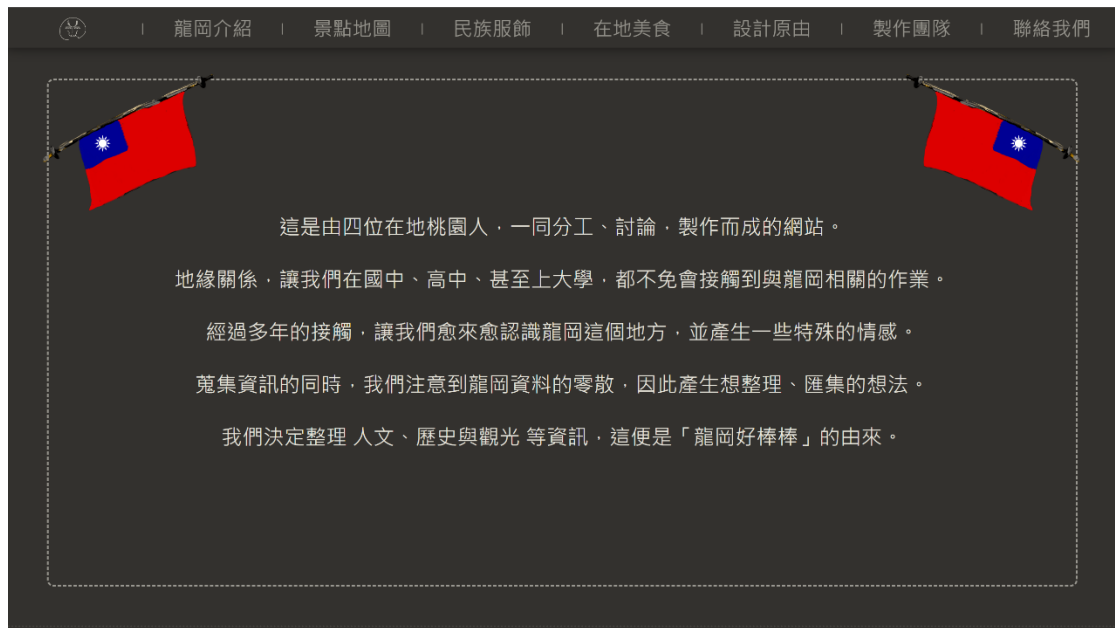 龍岡介紹 | 景點地圖 | 民族服飾 | 在地美食 | 設計原由 | 製作團隊 | 聯絡我們
這是由四位在地桃園人，一同分工、討論，製作而成的網站。
地緣關係，讓我們在國中、高中、甚至上大學，都不免會接觸到與龍岡相關的作業。
經過多年的接觸，讓我們愈來愈認識龍岡這個地方，並產生一些特殊的情感。
蒐集資訊的同時，我們注意到龍岡資料的零散，因此產生想整理、匯集的想法。
我們決定整理 人文、歷史與觀光 等資訊，這便是「龍岡好棒棒」的由來。